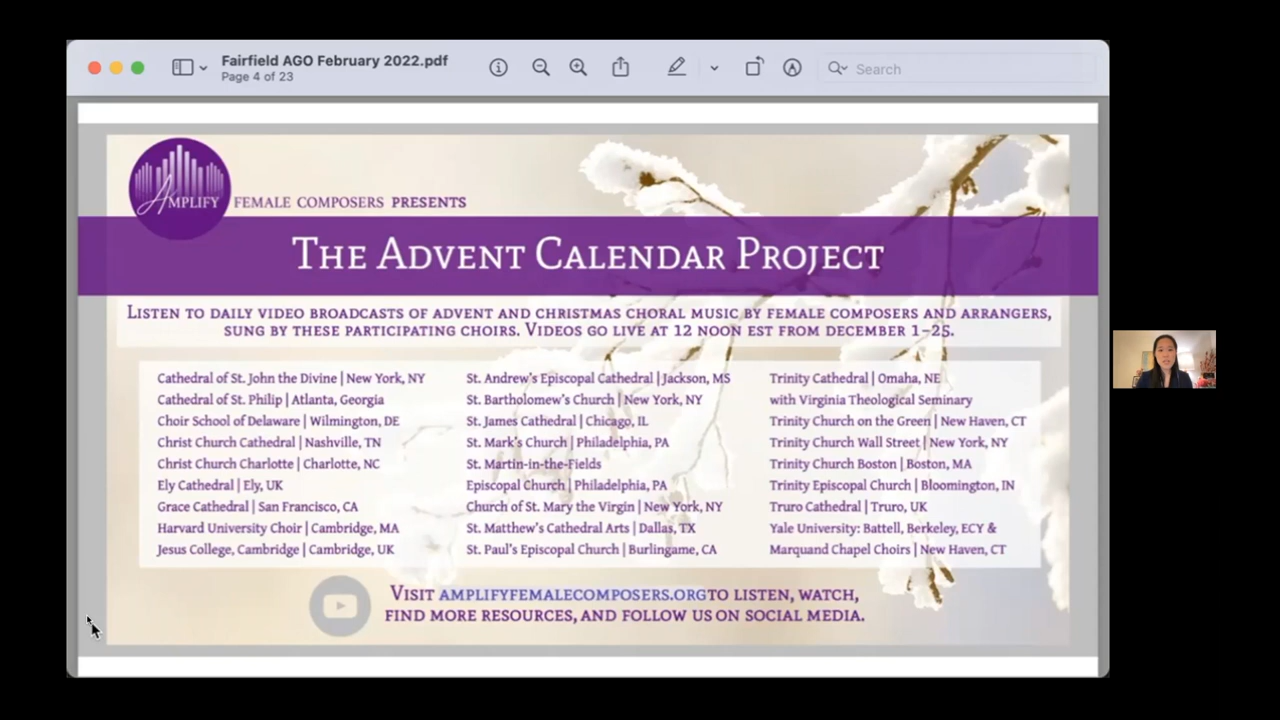 Fairfield AGO February 2022.pdf
Page 4 of 23
Search
AMPLIFY
FEMALE COMPOSERS PRESENTS
THE ADVENT CALENDAR PROJECT
LISTEN TO DAILY VIDEO BROADCASTS OF ADVENT AND CHRISTMAS CHORAL MUSIC BY FEMALE COMPOSERS AND ARRANGERS,
SUNG BY THESE PARTICIPATING CHOIRS. VIDEOS GO LIVE AT 12 NOON EST FROM DECEMBER 1–25.
Cathedral of St. John the Divine | New York, NY
Cathedral of St. Philip | Atlanta, Georgia
Choir School of Delaware | Wilmington, DE
Christ Church Cathedral | Nashville, TN
Christ Church Charlotte | Charlotte, NC
Ely Cathedral | Ely, UK
Grace Cathedral | San Francisco, CA
Harvard University Choir | Cambridge, MA
Jesus College, Cambridge | Cambridge, UK
St. Andrew's Episcopal Cathedral | Jackson, MS
St. Bartholomew's Church | New York, NY
St. James Cathedral | Chicago, IL
St. Mark's Church | Philadelphia, PA
St. Martin-in-the-Fields
Episcopal Church | Philadelphia, PA
Church of St. Mary the Virgin | New York, NY
St. Matthew's Cathedral Arts | Dallas, TX
St. Paul's Episcopal Church | Burlingame, CA
Trinity Cathedral | Omaha, NE
with Virginia Theological Seminary
Trinity Church on the Green | New Haven, CT
Trinity Church Wall Street | New York, NY
Trinity Church Boston | Boston, MA
Trinity Episcopal Church | Bloomington, IN
Truro Cathedral | Truro, UK
Yale University: Battell, Berkeley, ECY &
Marquand Chapel Choirs | New Haven, CT
VISIT AMPLIFYFEMALECOMPOSERS.ORGTO LISTEN, WATCH,
FIND MORE RESOURCES, AND FOLLOW US ON SOCIAL MEDIA.